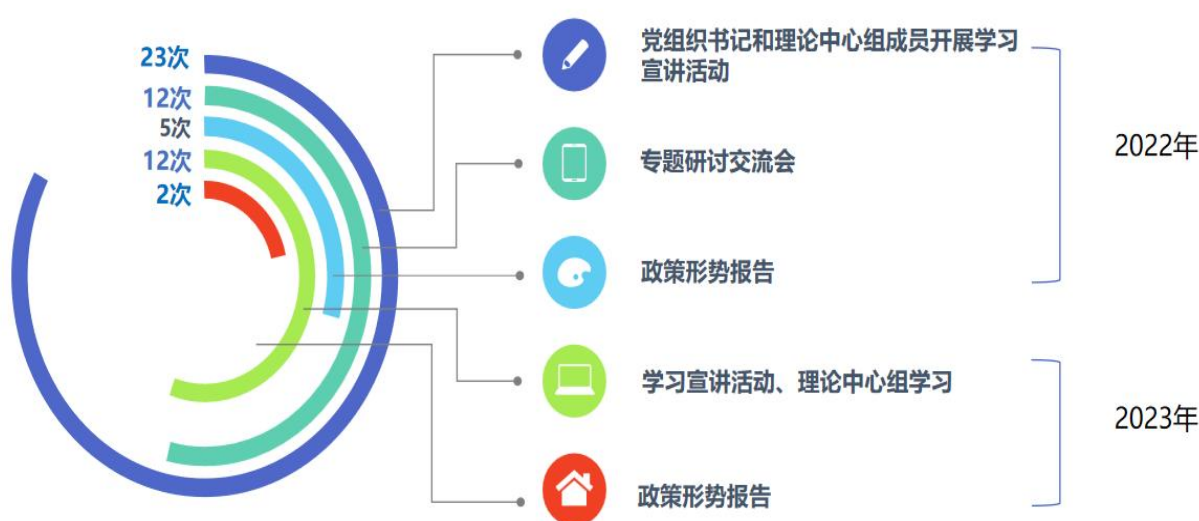 23次
12次
5次
12次
2次
党组织书记和理论中心组成员开展学习
宣讲活动
专题研讨交流会
政策形势报告
2022年
学习宣讲活动、理论中心组学习
政策形势报告
2023年